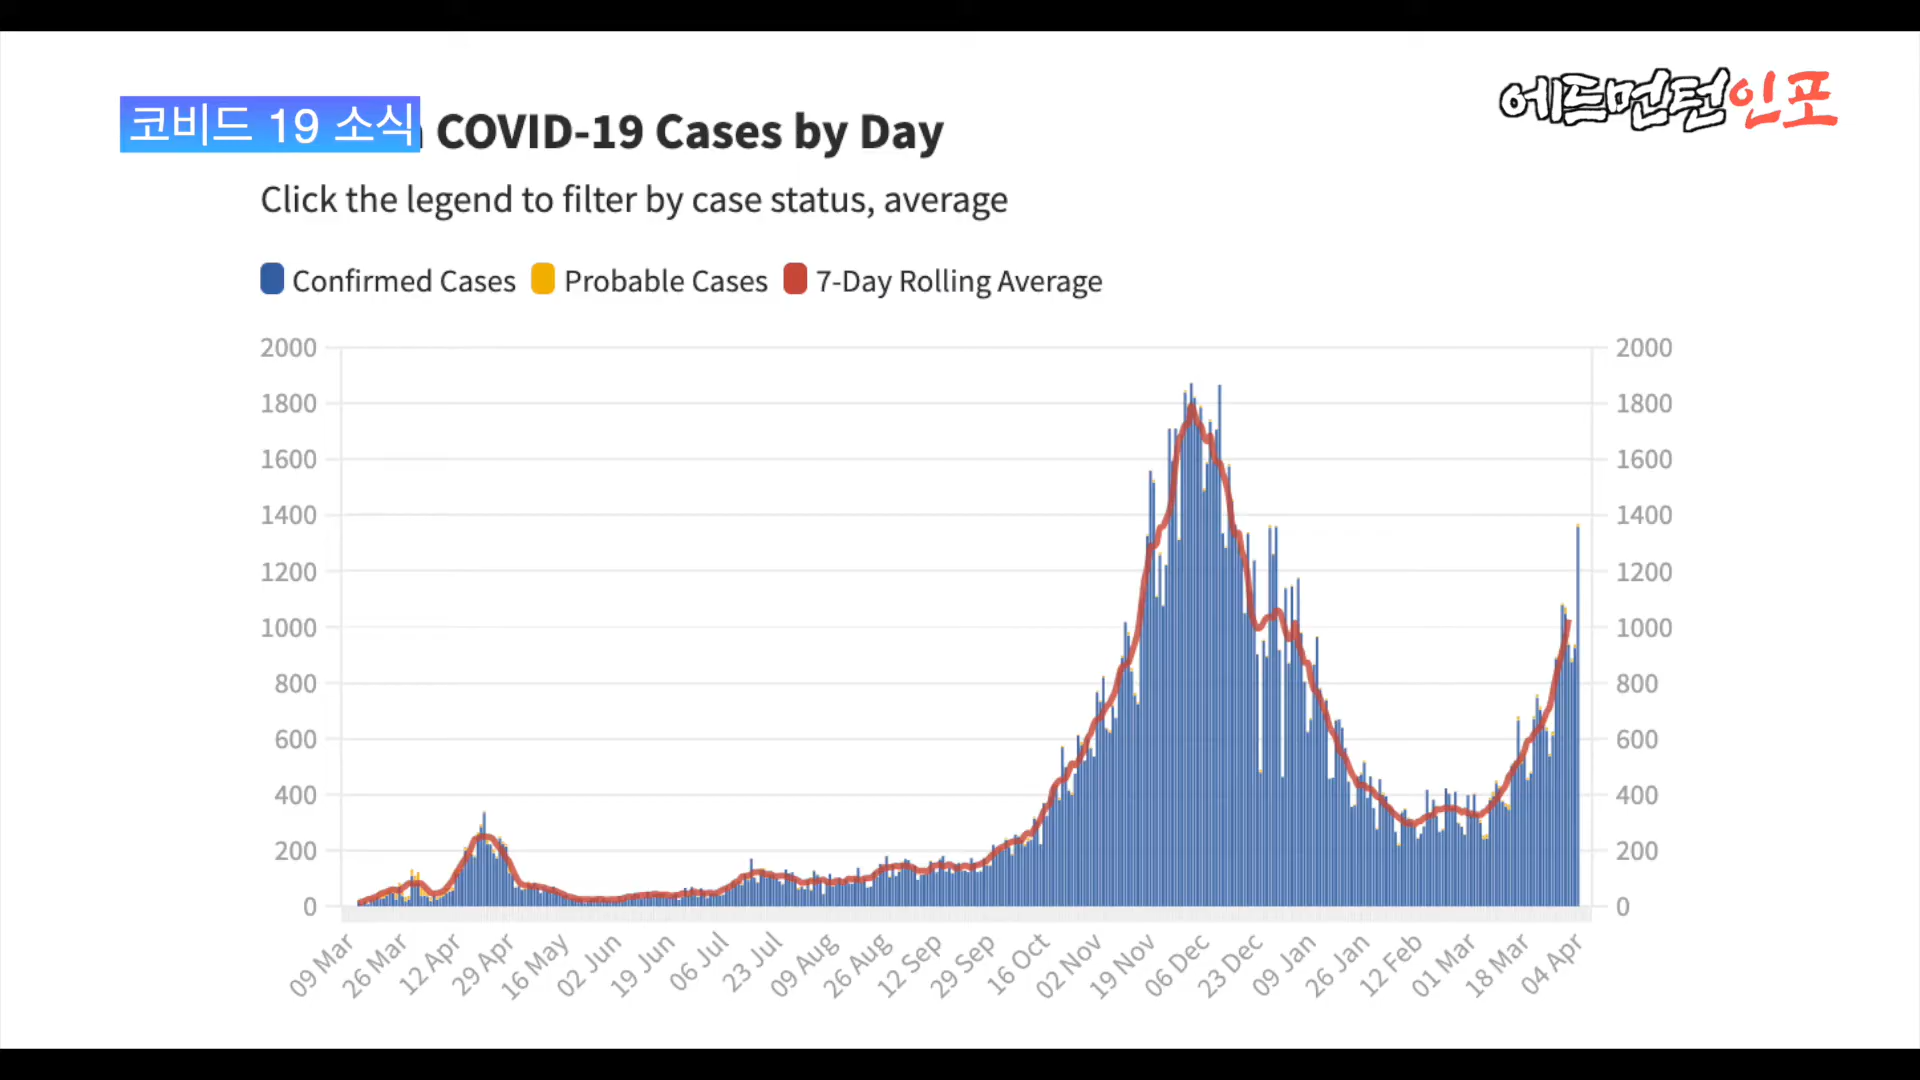 코비드 19 소식 COVID-19 Cases by Day
에드먼턴인포
Click the legend to filter by case status, average
Confirmed Cases Probable Cases 7-Day Rolling Average
2000 2000
1800 1800
1600 1600
1400 1400
1200 1200
1000 1000
800 800
600 600
400 400
200 200
0 0
09 Mar 26 Mar 12 Apr 29 Apr 16 May 02 Jun 19 Jun 06 Jul 23 Jul 09 Aug 26 Aug 12 Sep 29 Sep 16 Oct 02 Nov 19 Nov 06 Dec 23 Dec 09 Jan 26 Jan 12 Feb 01 Mar 18 Mar 04 Apr